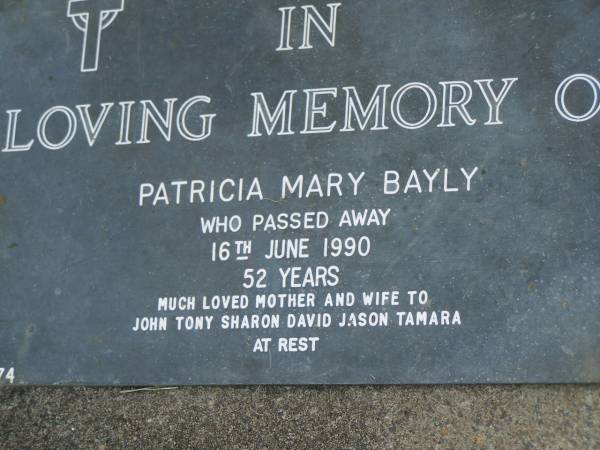 IN
LOVING MEMORY O
PATRICIA MARY BAYLY
WHO PASSED AWAY
16TH JUNE 1990
52 YEARS
MUCH LOVED MOTHER AND WIFE TO
JOHN TONY SHARON DAVID JASON TAMARA
AT REST
74